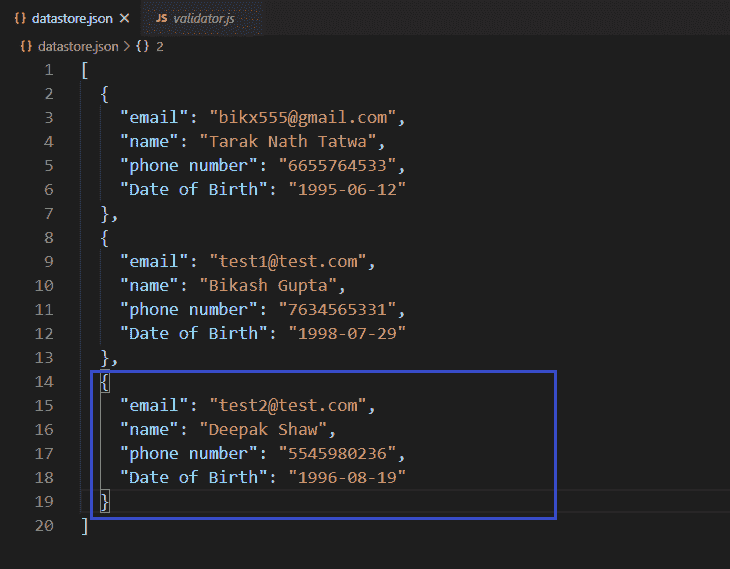 {} datastore.json ✕ JS validator.js
{} datastore.json > {} 2
1 [
2 {
3 "email": "bikx555@gmail.com",
4 "name": "Tarak Nath Tatwa",
5 "phone number": "6655764533",
6 "Date of Birth": "1995-06-12"
7 },
8 {
9 "email": "test1@test.com",
10 "name": "Bikash Gupta",
11 "phone number": "7634565331",
12 "Date of Birth": "1998-07-29"
13 },
14 {
15 "email": "test2@test.com",
16 "name": "Deepak Shaw",
17 "phone number": "5545980236",
18 "Date of Birth": "1996-08-19"
19 }
20 ]